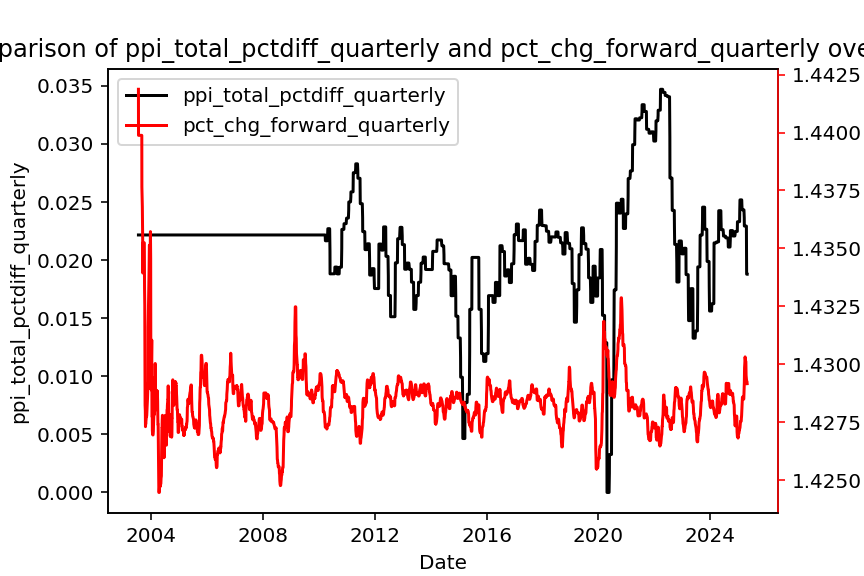 parison of ppi_total_pctdiff_quarterly and pct_chg_forward_quarterly ove
ppi_total_pctdiff_quarterly
pct_chg_forward_quarterly
ppi_total_pctdiff_quarterly
0.035
0.030
0.025
0.020
0.015
0.010
0.005
0.000
1.4425
1.4400
1.4375
1.4350
1.4325
1.4300
1.4275
1.4250
2004 2008 2012 2016 2020 2024
Date